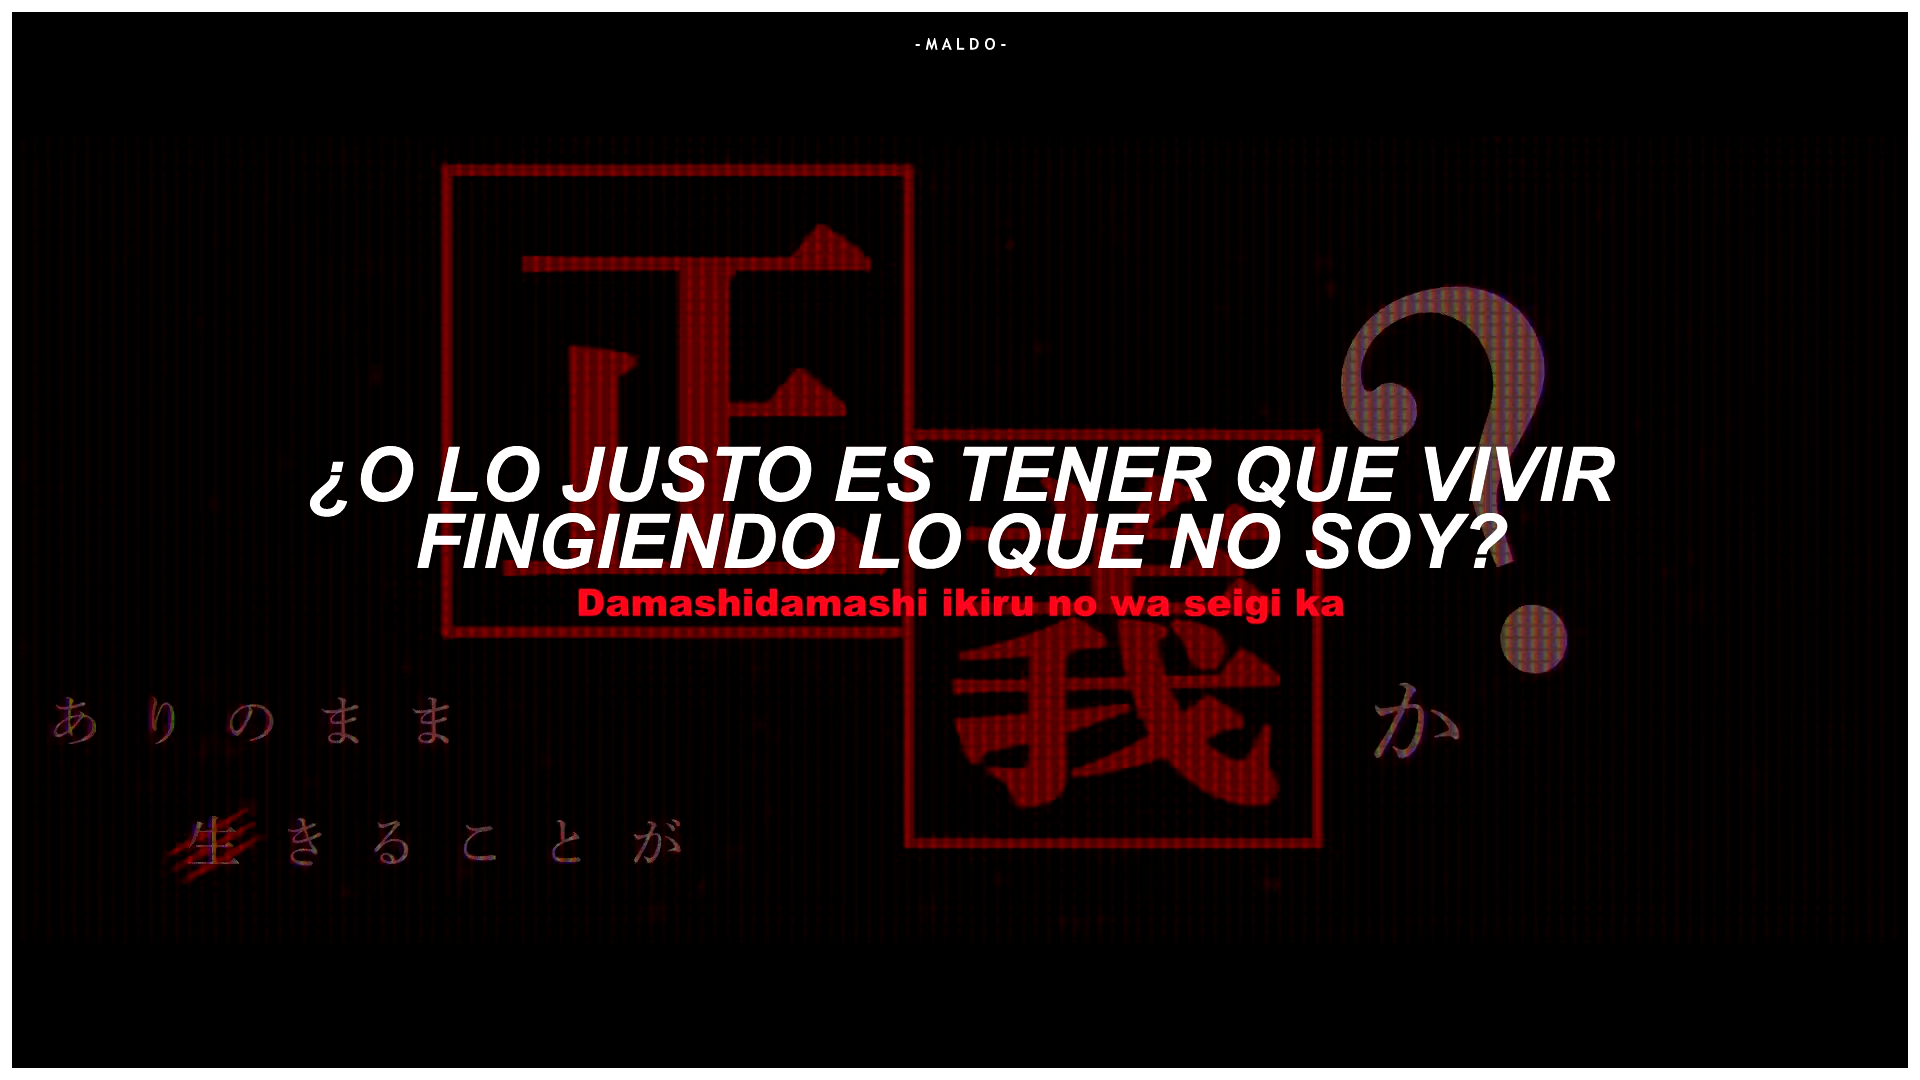 -MALDO-
正義
?
¿O LO JUSTO ES TENER QUE VIVIR
FINGIENDO LO QUE NO SOY?
Damashidamashi ikiru no wa seigi ka
ありのまま
生きることが
か